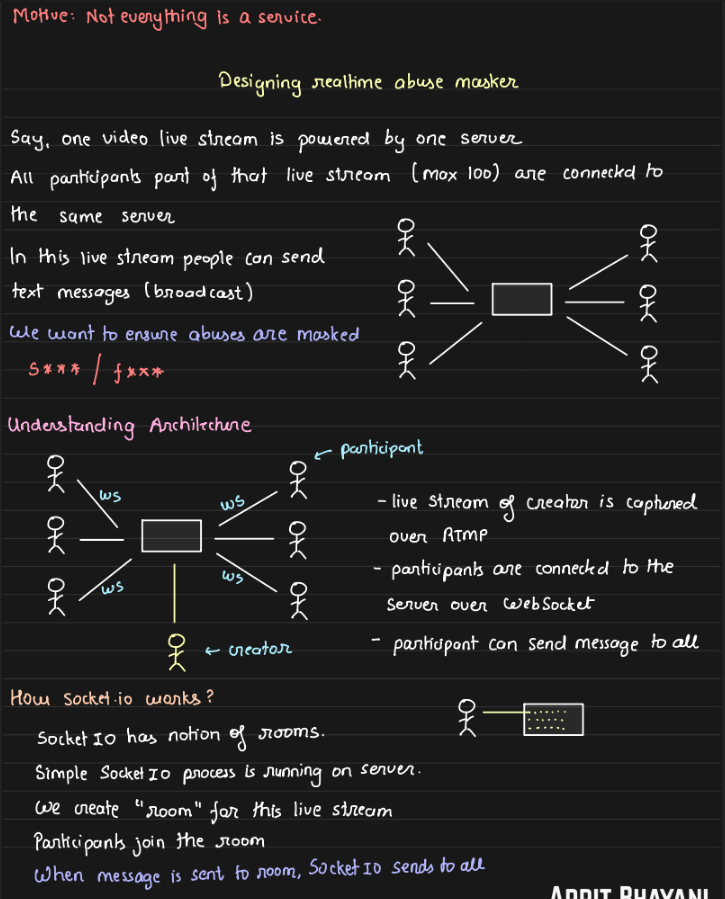 Motive: Not everything is a service.
Designing realtime abuse masker
Say, one video live stream is powered by one server
All participants part of that live stream (max 100) are connected to
the same server
In this live stream people can send
text messages (broadcast)
We want to ensure abuses are masked
s*** / f***
Understanding Architecture
← participant
ws
ws
ws
ws
← creator
- live stream of creator is captured
over RTMP
- participants are connected to the
server over WebSocket
- participant can send message to all
How Socket.io works?
Socket IO has notion of rooms.
Simple Socket IO process is running on server.
We create "room" for this live stream
Participants join the room
When message is sent to room, Socket IO sends to all
ARPIT BHAYANI